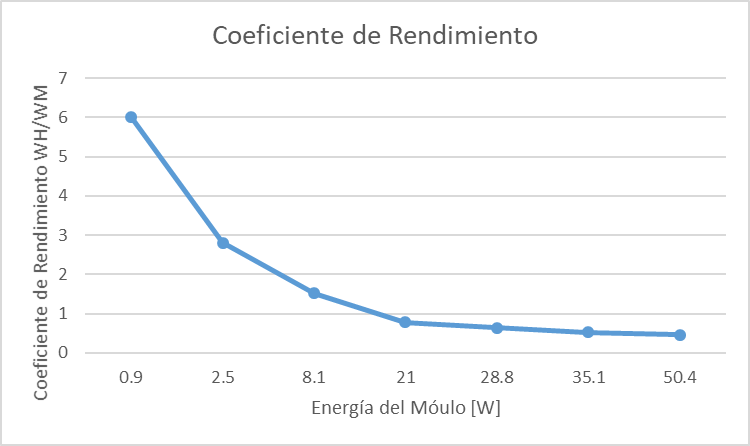 Coeficiente de Rendimiento
Coeficiente de Rendimiento WH/WM
7
6
5
4
3
2
1
0
0.9 2.5 8.1 21 28.8 35.1 50.4
Energía del Móulo [W]